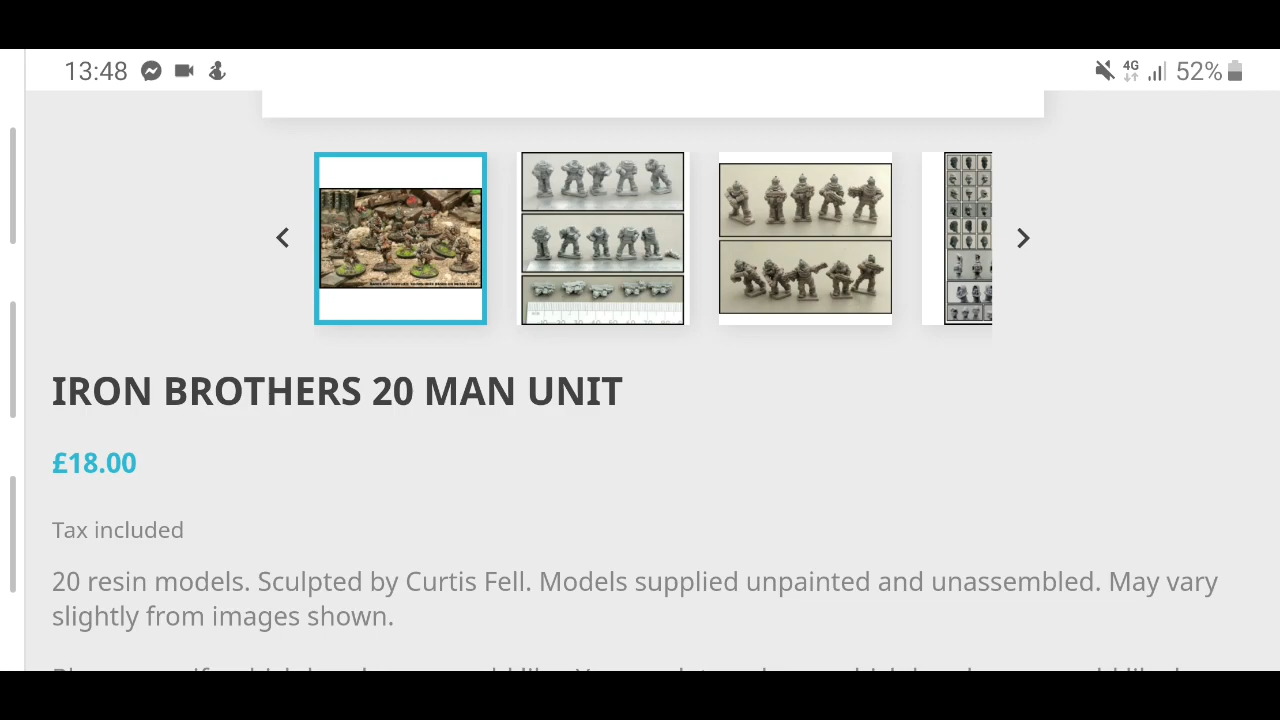 13:48
4G
52%
IRON BROTHERS 20 MAN UNIT
£18.00
Tax included
20 resin models. Sculpted by Curtis Fell. Models supplied unpainted and unassembled. May vary
slightly from images shown.